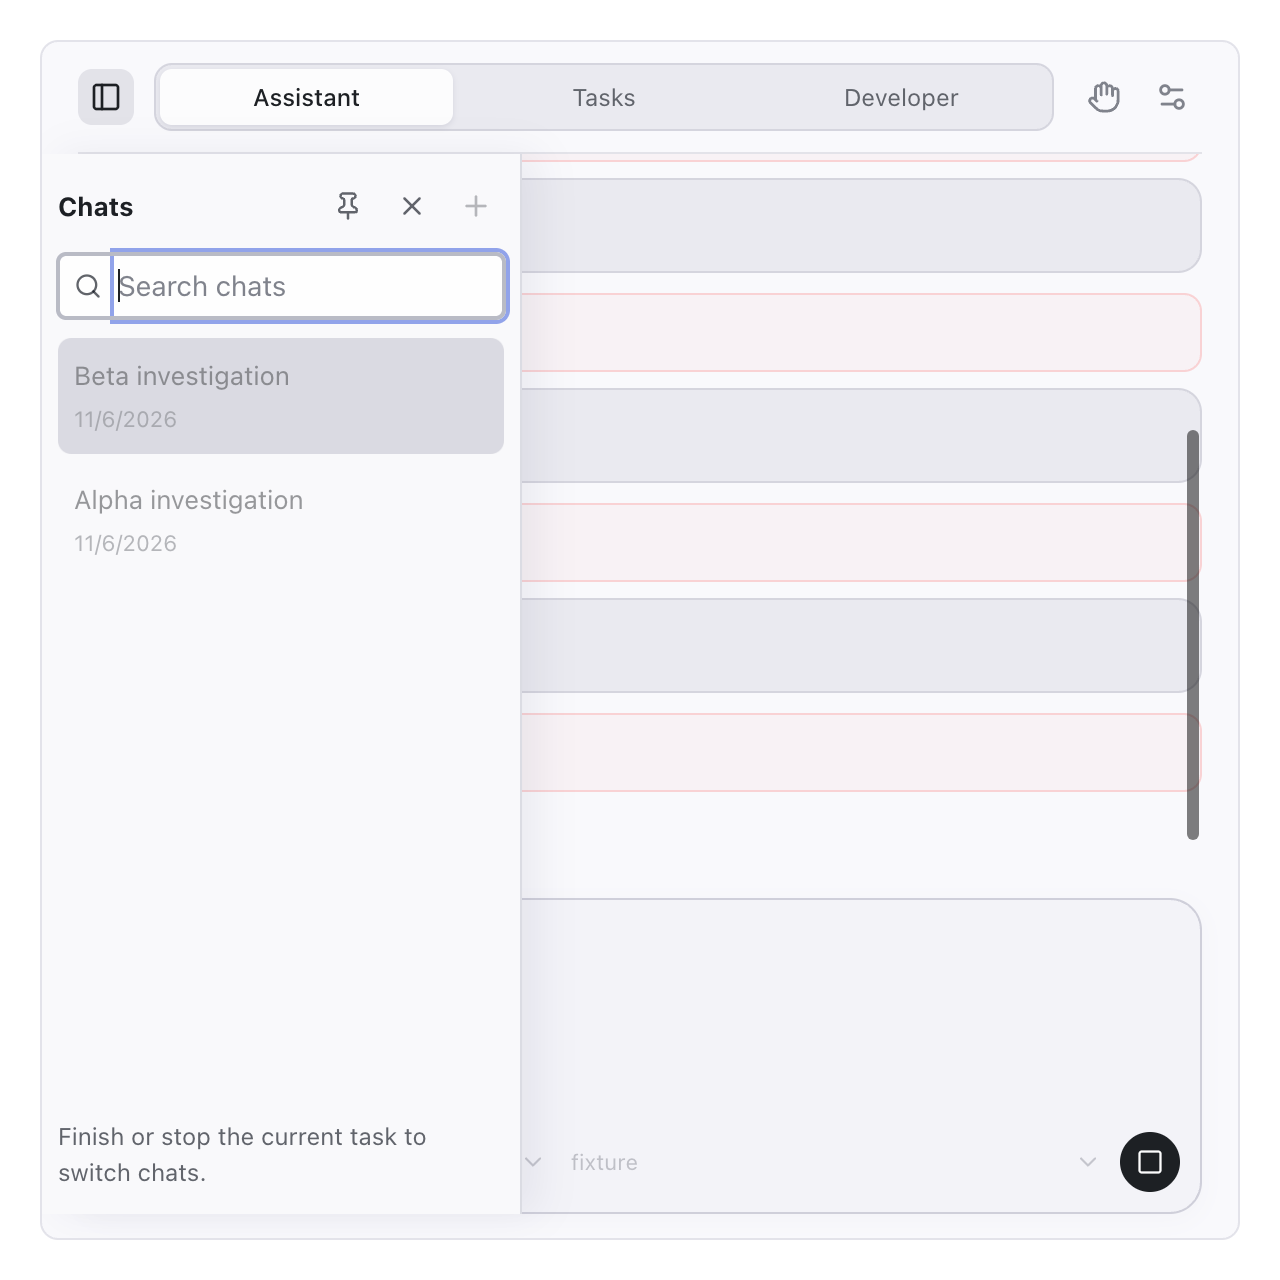 Assistant
Tasks
Developer
Chats
Search chats
Beta investigation
11/6/2026
Alpha investigation
11/6/2026
Finish or stop the current task to
switch chats.
fixture